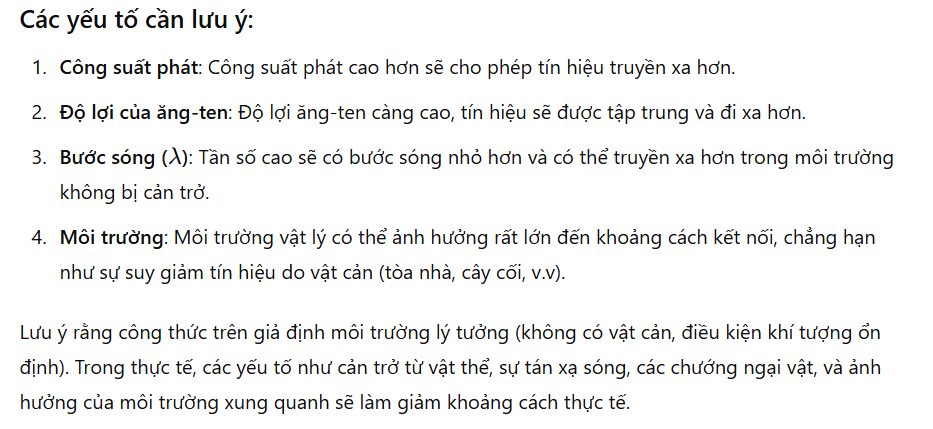 Các yếu tố cần lưu ý:
1. Công suất phát: Công suất phát cao hơn sẽ cho phép tín hiệu truyền xa hơn.
2. Độ lợi của ăng-ten: Độ lợi ăng-ten càng cao, tín hiệu sẽ được tập trung và đi xa hơn.
3. Bước sóng (λ): Tần số cao sẽ có bước sóng nhỏ hơn và có thể truyền xa hơn trong môi trường
không bị cản trở.
4. Môi trường: Môi trường vật lý có thể ảnh hưởng rất lớn đến khoảng cách kết nối, chẳng hạn
như sự suy giảm tín hiệu do vật cản (tòa nhà, cây cối, v.v).
Lưu ý rằng công thức trên giả định môi trường lý tưởng (không có vật cản, điều kiện khí tượng ổn
định). Trong thực tế, các yếu tố như cản trở từ vật thể, sự tán xạ sóng, các chướng ngại vật, và ảnh
hưởng của môi trường xung quanh sẽ làm giảm khoảng cách thực tế.